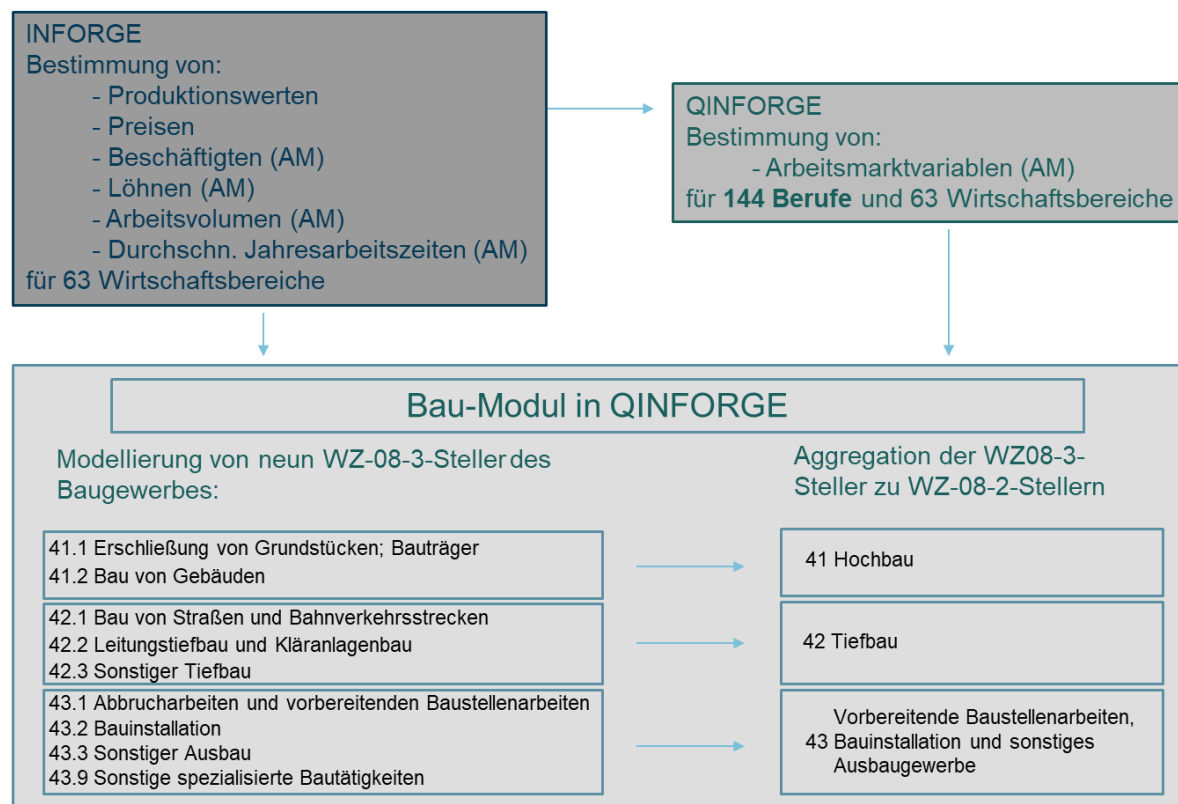 INFORGE
Bestimmung von:
- Produktionswerten
- Preisen
- Beschäftigten (AM)
- Löhnen (AM)
- Arbeitsvolumen (AM)
- Durchschn. Jahresarbeitszeiten (AM)
für 63 Wirtschaftsbereiche
QINFORGE
Bestimmung von:
- Arbeitsmarktvariablen (AM)
für 144 Berufe und 63 Wirtschaftsbereiche
Bau-Modul in QINFORGE
Modellierung von neun WZ-08-3-Steller des
Baugewerbes:
41.1 Erschließung von Grundstücken; Bauträger
41.2 Bau von Gebäuden
42.1 Bau von Straßen und Bahnverkehrsstrecken
42.2 Leitungstiefbau und Kläranlagenbau
42.3 Sonstiger Tiefbau
43.1 Abbrucharbeiten und vorbereitenden Baustellenarbeiten
43.2 Bauinstallation
43.3 Sonstiger Ausbau
43.9 Sonstige spezialisierte Bautätigkeiten
Aggregation der WZ08-3-
Steller zu WZ-08-2-Stellern
41 Hochbau
42 Tiefbau
Vorbereitende Baustellenarbeiten,
43 Bauinstallation und sonstiges
Ausbaugewerbe